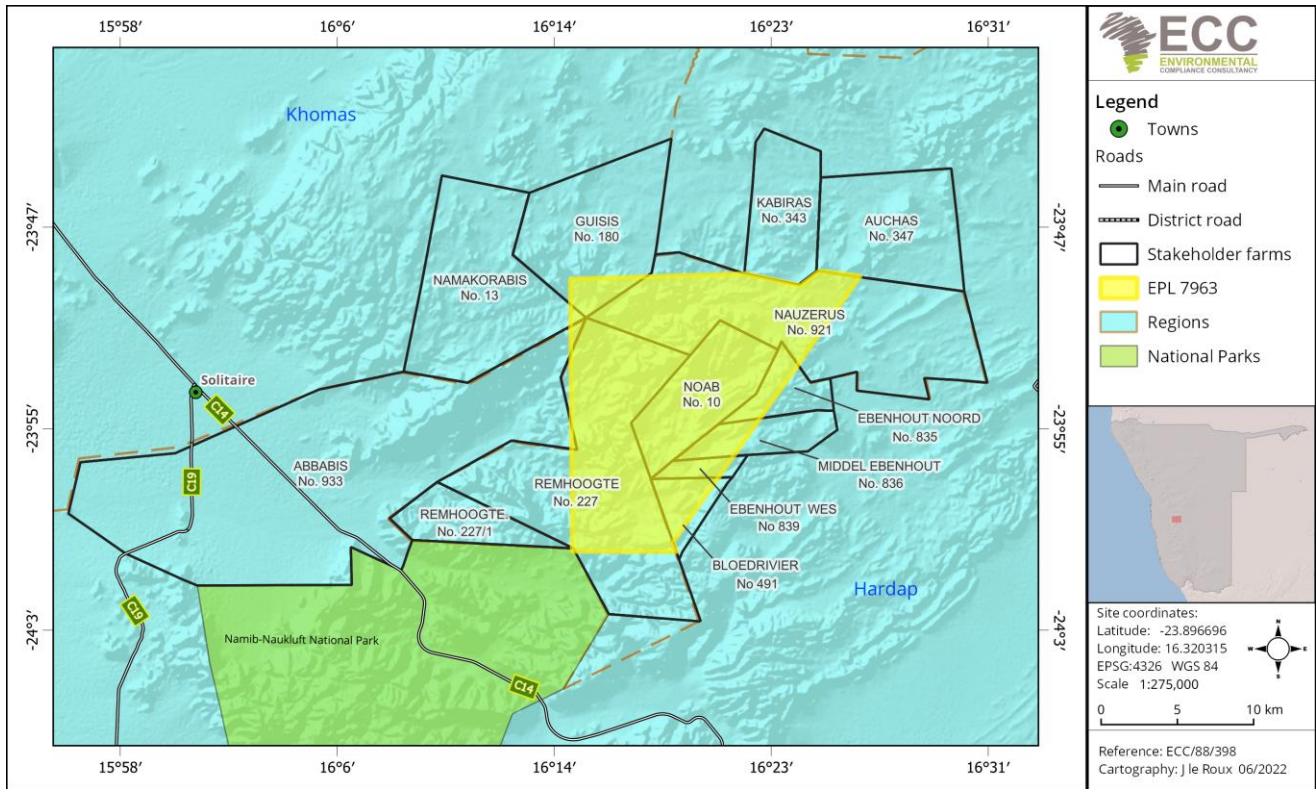 15°58′
16°6′
16°14′
16°23′
16°31′
-23°47′
-23°55′
-24°3′
-23°47′
-23°55′
-24°3′
Khomas
GUISIS
No. 180
KABIRAS
No. 343
AUCHAS
No. 347
NAMAKORABIS
No. 13
NAUZERUS
No. 921
Solitaire
C14
NOAB
No. 10
EBENHOUT NOORD
No. 835
C19
ABBABIS
No. 933
MIDDEL EBENHOUT
No. 836
REMHOOGTE
No. 227
REMHOOGTE
No. 227/1
EBENHOUT WES
No 839
BLOEDRIVIER
No 491
Hardap
C19
Namib-Naukluft National Park
C14
15°58′
16°6′
16°14′
16°23′
16°31′
ECC
ENVIRONMENTAL
COMPLIANCE CONSULTANCY
Legend
Towns
Roads
Main road
District road
Stakeholder farms
EPL 7963
Regions
National Parks
Site coordinates:
Latitude: -23.896696
Longitude: 16.320315
EPSG:4326 WGS 84
Scale 1:275,000
N
W
E
S
0 5 10 km
Reference: ECC/88/398
Cartography: J le Roux 06/2022